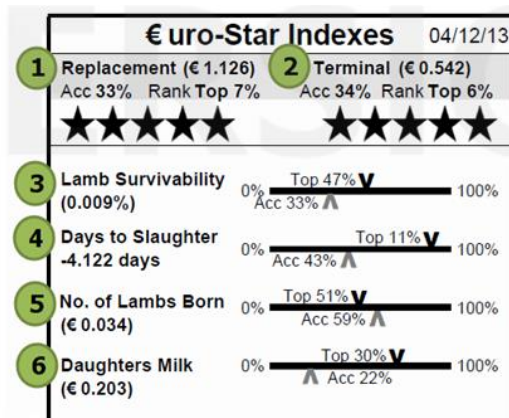 € uro-Star Indexes 04/12/13
1 Replacement (€ 1.126) 2 Terminal (€ 0.542)
Acc 33% Rank Top 7% Acc 34% Rank Top 6%
3 Lamb Survivability 0% Top 47% 100%
(0.009%) Acc 33%
4 Days to Slaughter 0% Top 11% 100%
-4.122 days Acc 43%
5 No. of Lambs Born 0% Top 51% 100%
(€ 0.034) Acc 59%
6 Daughters Milk 0% Top 30% 100%
(€ 0.203) Acc 22%